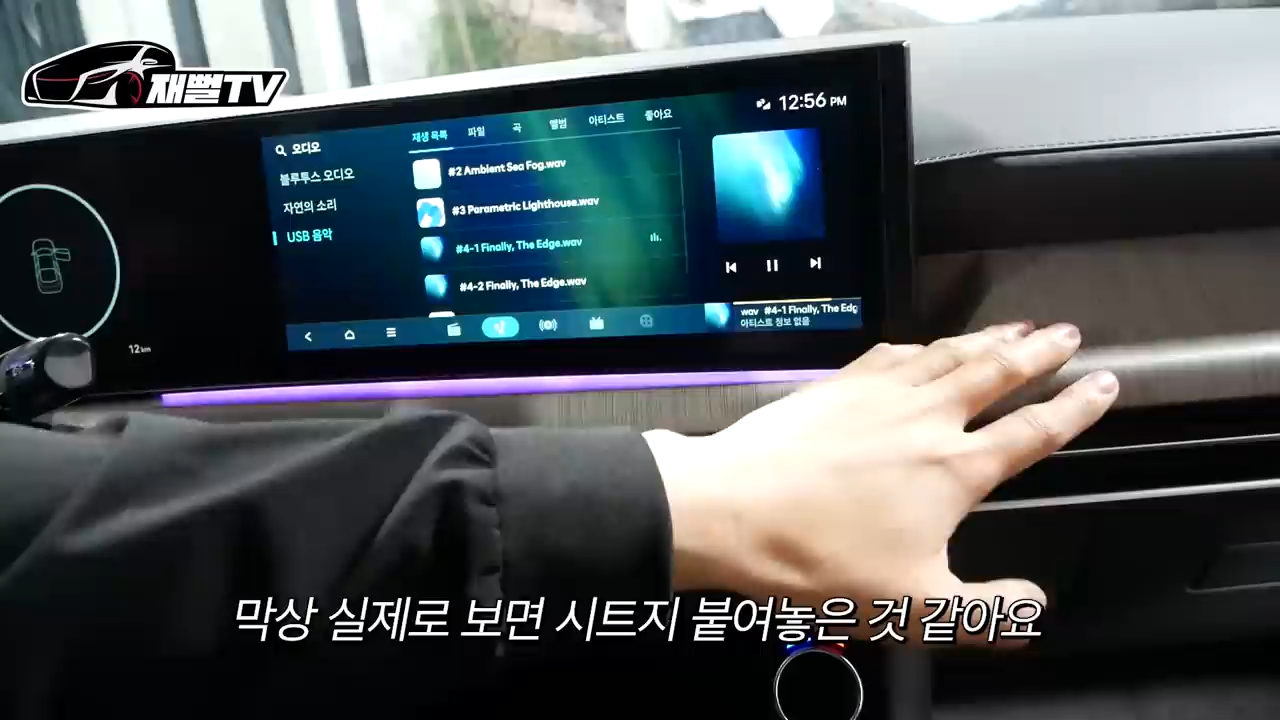 재뻘TV
12:56 PM
오디오
블루투스 오디오
자연의 소리
USB 음악
재생 목록 파일 곡 앨범 아티스트 좋아요
#2 Ambient Sea Fog.wav
#3 Parametric Lighthouse.wav
#4-1 Finally, The Edge.wav
#4-2 Finally, The Edge.wav
wav #4-1 Finally, The Edg
아티스트 정보 없음
12km
막상 실제로 보면 시트지 붙여놓은 것 같아요